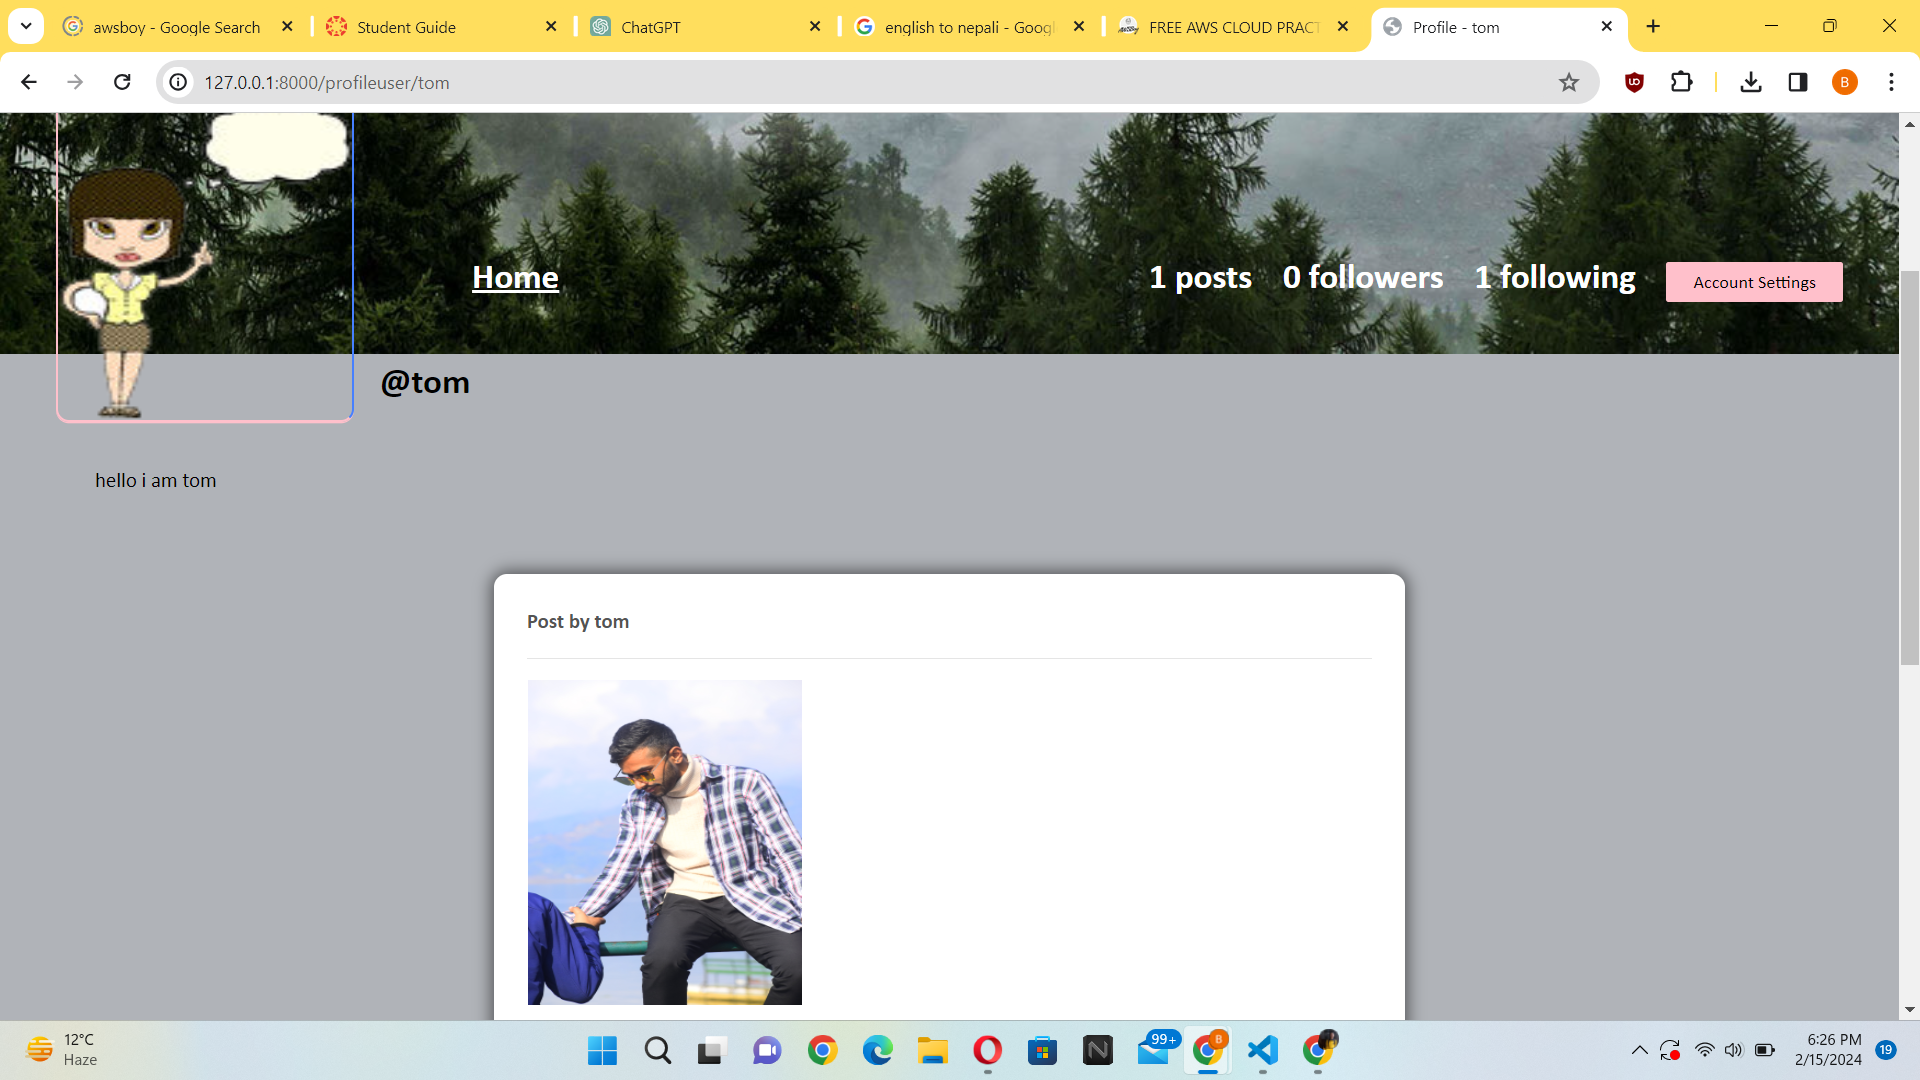 awsboy - Google Search
Student Guide
ChatGPT
english to nepali - Goog
FREE AWS CLOUD PRACT
Profile - tom
127.0.0.1:8000/profileuser/tom
B
Home
1 posts
0 followers
1 following
Account Settings
@tom
hello i am tom
Post by tom
12°C
Haze
99+
B
6:26 PM
2/15/2024
19